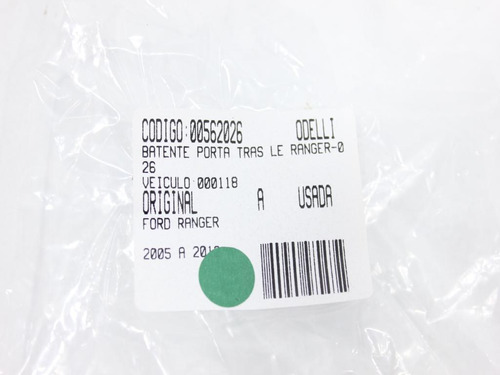 CODIGO:00562026 ODELLI
BATENTE PORTA TRAS LE RANGER-0
26
VEICULO:000118
ORIGINAL A USADA
FORD RANGER
2005 A